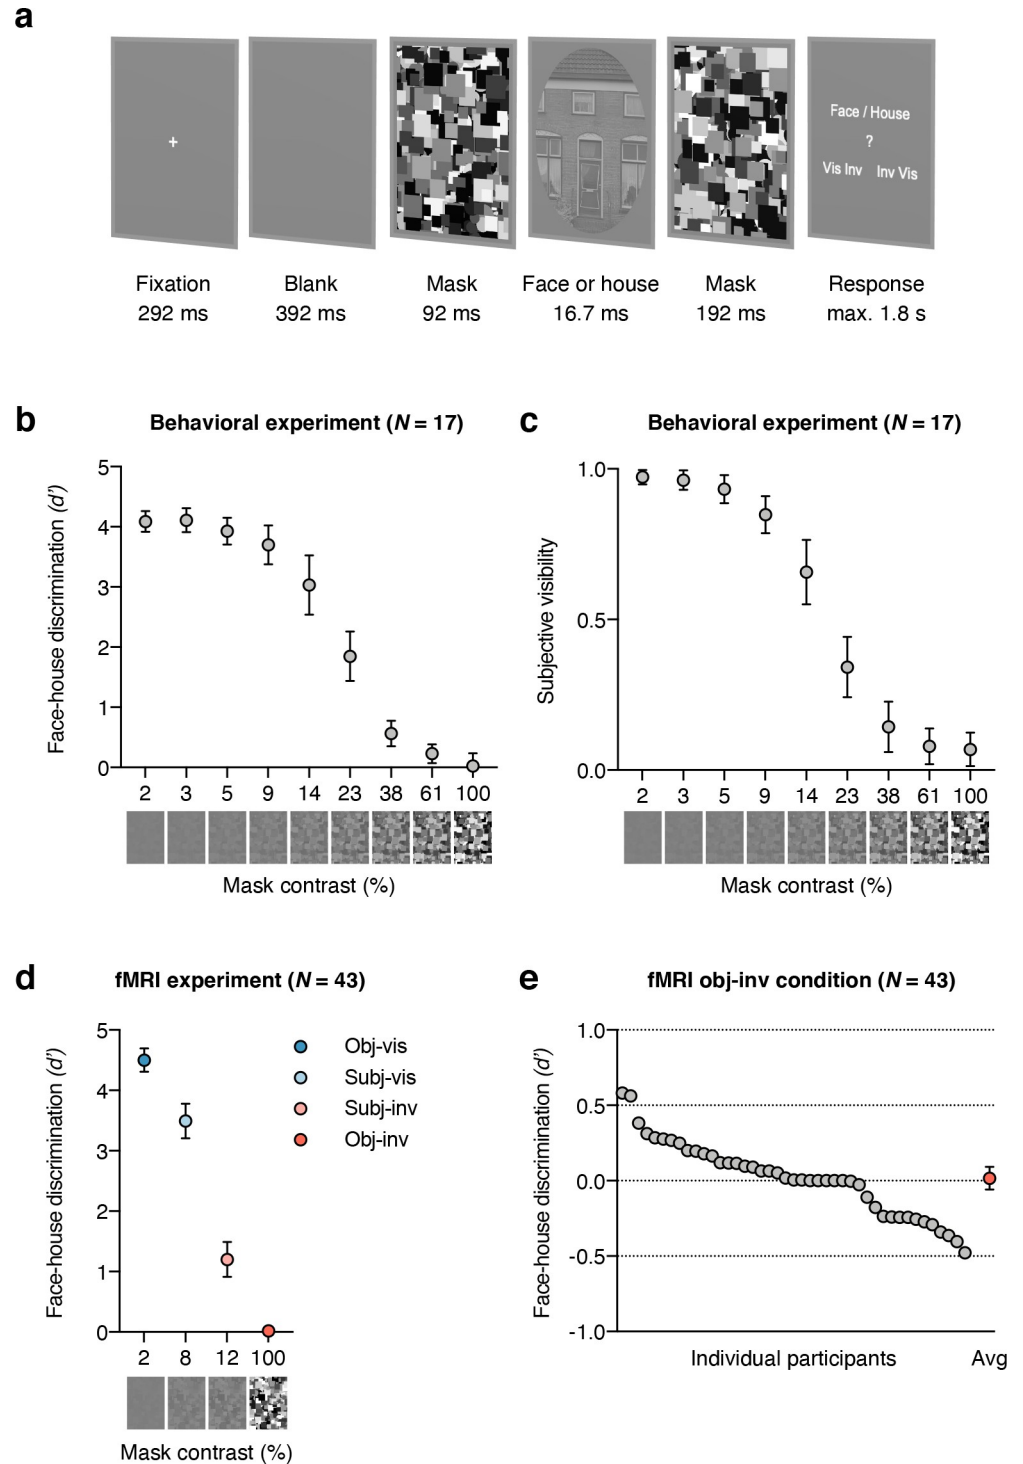 a
+
Face / House
?
Vis Inv Inv Vis
Fixation Blank Mask Face or house Mask Response
292 ms 392 ms 92 ms 16.7 ms 192 ms max. 1.8 s
b
Behavioral experiment (N = 17)
Face-house discrimination (d')
5
4
3
2
1
0
2 3 5 9 14 23 38 61 100
Mask contrast (%)
c
Behavioral experiment (N = 17)
Subjective visibility
1.0
0.5
0.0
2 3 5 9 14 23 38 61 100
Mask contrast (%)
d
fMRI experiment (N = 43)
Face-house discrimination (d')
5
4
3
2
1
0
Obj-vis
Subj-vis
Subj-inv
Obj-inv
2 8 12 100
Mask contrast (%)
e
fMRI obj-inv condition (N = 43)
Face-house discrimination (d')
1.0
0.5
0.0
-0.5
-1.0
Individual participants Avg